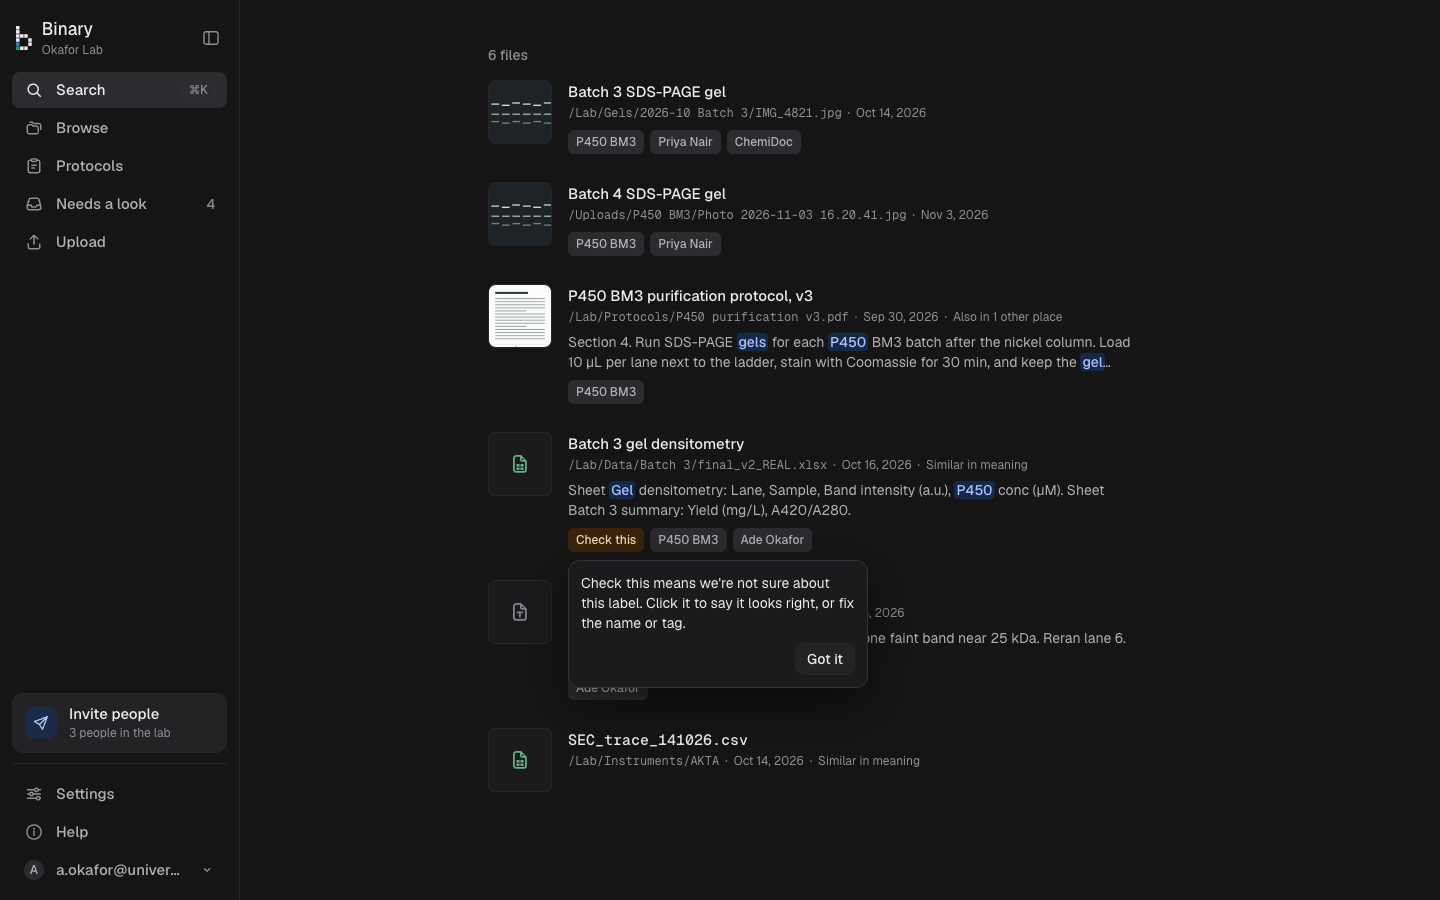 Binary
Okafor Lab
Search
⌘K
Browse
Protocols
Needs a look
4
Upload
Invite people
3 people in the lab
Settings
Help
A
a.okafor@univer...
6 files
Batch 3 SDS-PAGE gel
/Lab/Gels/2026-10 Batch 3/IMG_4821.jpg · Oct 14, 2026
P450 BM3
Priya Nair
ChemiDoc
Batch 4 SDS-PAGE gel
/Uploads/P450 BM3/Photo 2026-11-03 16.20.41.jpg · Nov 3, 2026
P450 BM3
Priya Nair
P450 BM3 purification protocol, v3
/Lab/Protocols/P450 purification v3.pdf · Sep 30, 2026 · Also in 1 other place
Section 4. Run SDS-PAGE gels for each P450 BM3 batch after the nickel column. Load
10 µL per lane next to the ladder, stain with Coomassie for 30 min, and keep the gel…
P450 BM3
Batch 3 gel densitometry
/Lab/Data/Batch 3/final_v2_REAL.xlsx · Oct 16, 2026 · Similar in meaning
Sheet Gel densitometry: Lane, Sample, Band intensity (a.u.), P450 conc (µM). Sheet
Batch 3 summary: Yield (mg/L), A420/A280.
Check this
P450 BM3
Ade Okafor
Check this means we're not sure about
this label. Click it to say it looks right, or fix
the name or tag.
Got it
, 2026
one faint band near 25 kDa. Reran lane 6.
Ade Okafor
SEC_trace_141026.csv
/Lab/Instruments/AKTA · Oct 14, 2026 · Similar in meaning